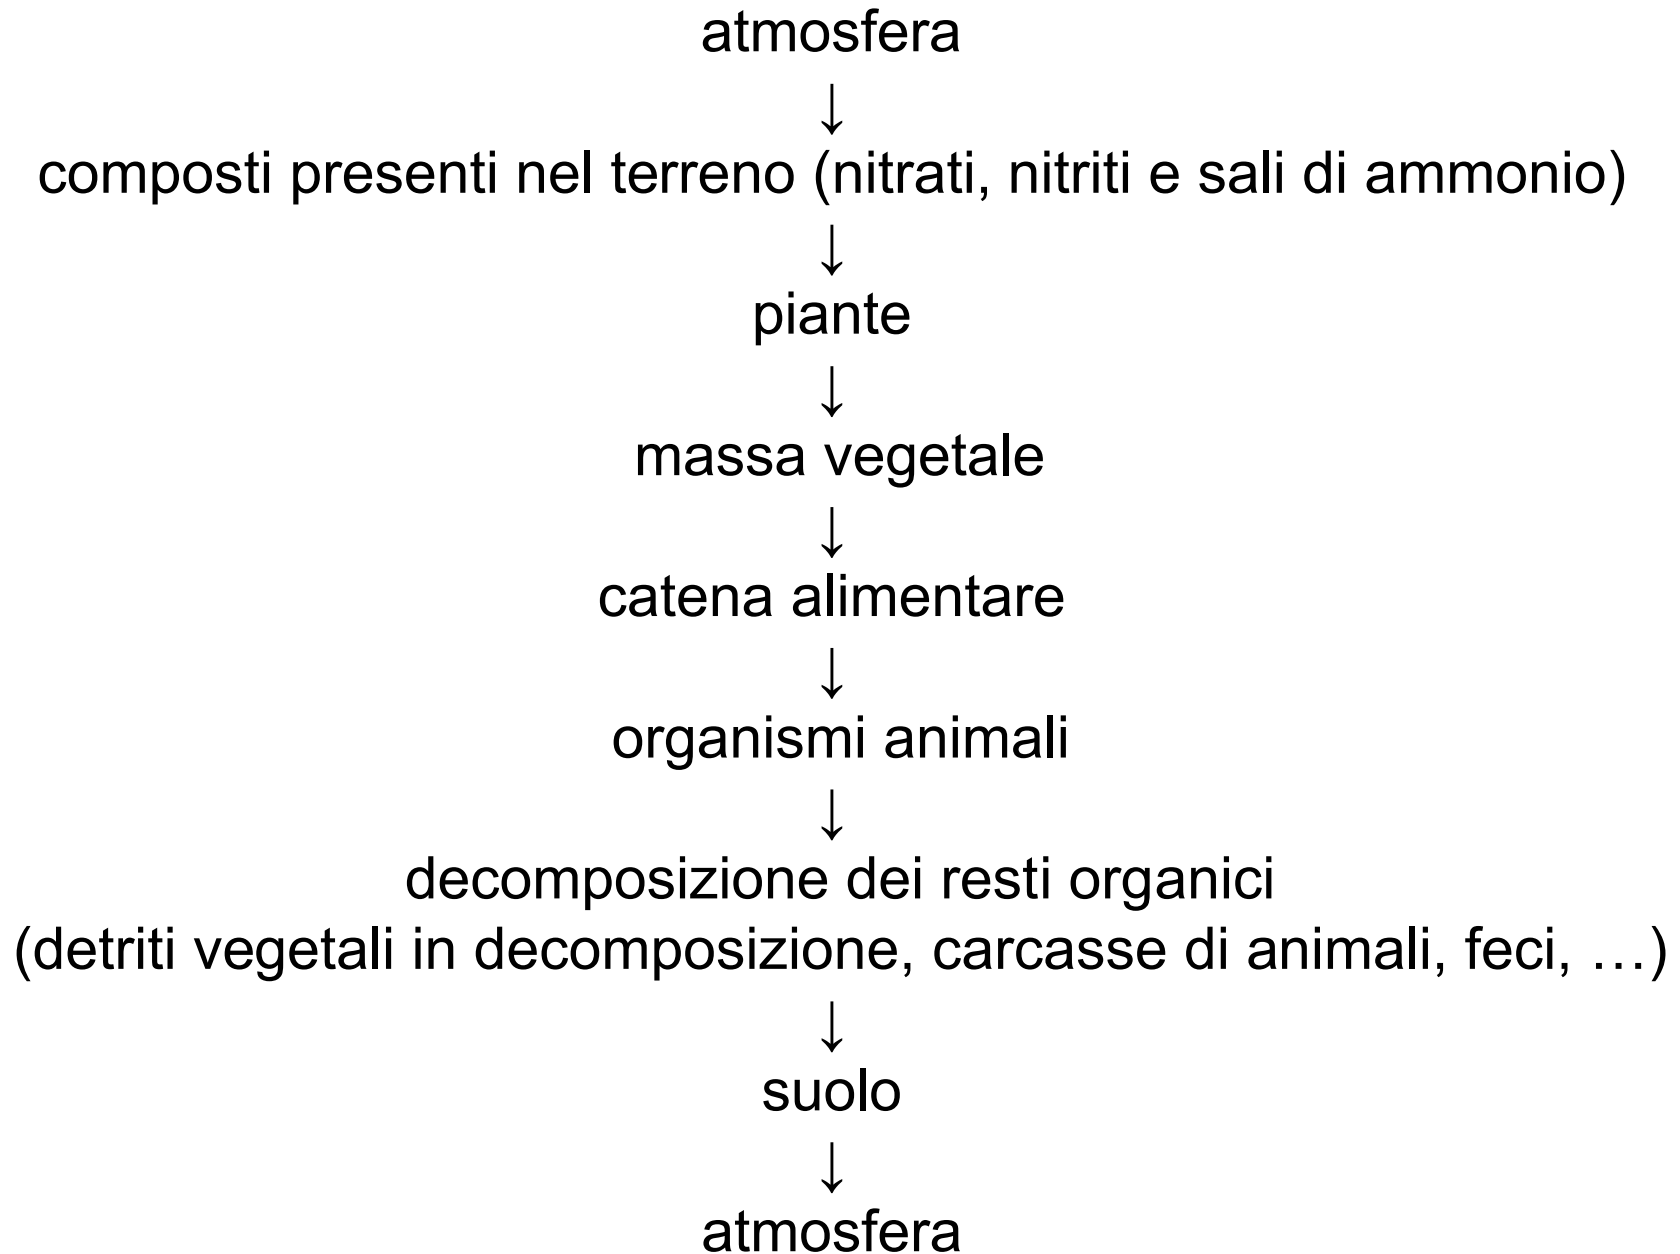 atmosfera
↓
composti presenti nel terreno (nitrati, nitriti e sali di ammonio)
↓
piante
↓
massa vegetale
↓
catena alimentare
↓
organismi animali
↓
decomposizione dei resti organici
(detriti vegetali in decomposizione, carcasse di animali, feci, …)
↓
suolo
↓
atmosfera